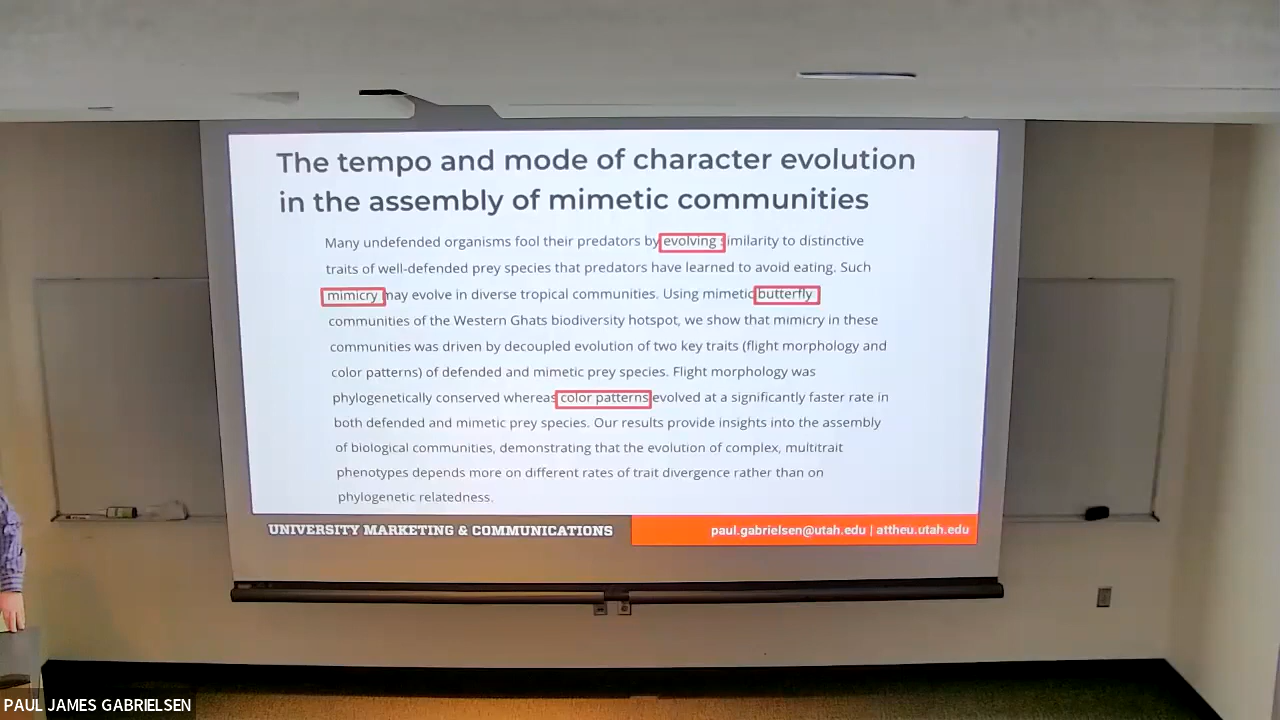 The tempo and mode of character evolution
in the assembly of mimetic communities
Many undefended organisms fool their predators by evolving similarity to distinctive
traits of well-defended prey species that predators have learned to avoid eating. Such
mimicry may evolve in diverse tropical communities. Using mimetic butterfly
communities of the Western Ghats biodiversity hotspot, we show that mimicry in these
communities was driven by decoupled evolution of two key traits (flight morphology and
color patterns) of defended and mimetic prey species. Flight morphology was
phylogenetically conserved whereas color patterns evolved at a significantly faster rate in
both defended and mimetic prey species. Our results provide insights into the assembly
of biological communities, demonstrating that the evolution of complex, multitrait
phenotypes depends more on different rates of trait divergence rather than on
phylogenetic relatedness.
UNIVERSITY MARKETING & COMMUNICATIONS
paul.gabrielsen@utah.edu | attheu.utah.edu
PAUL JAMES GABRIELSEN